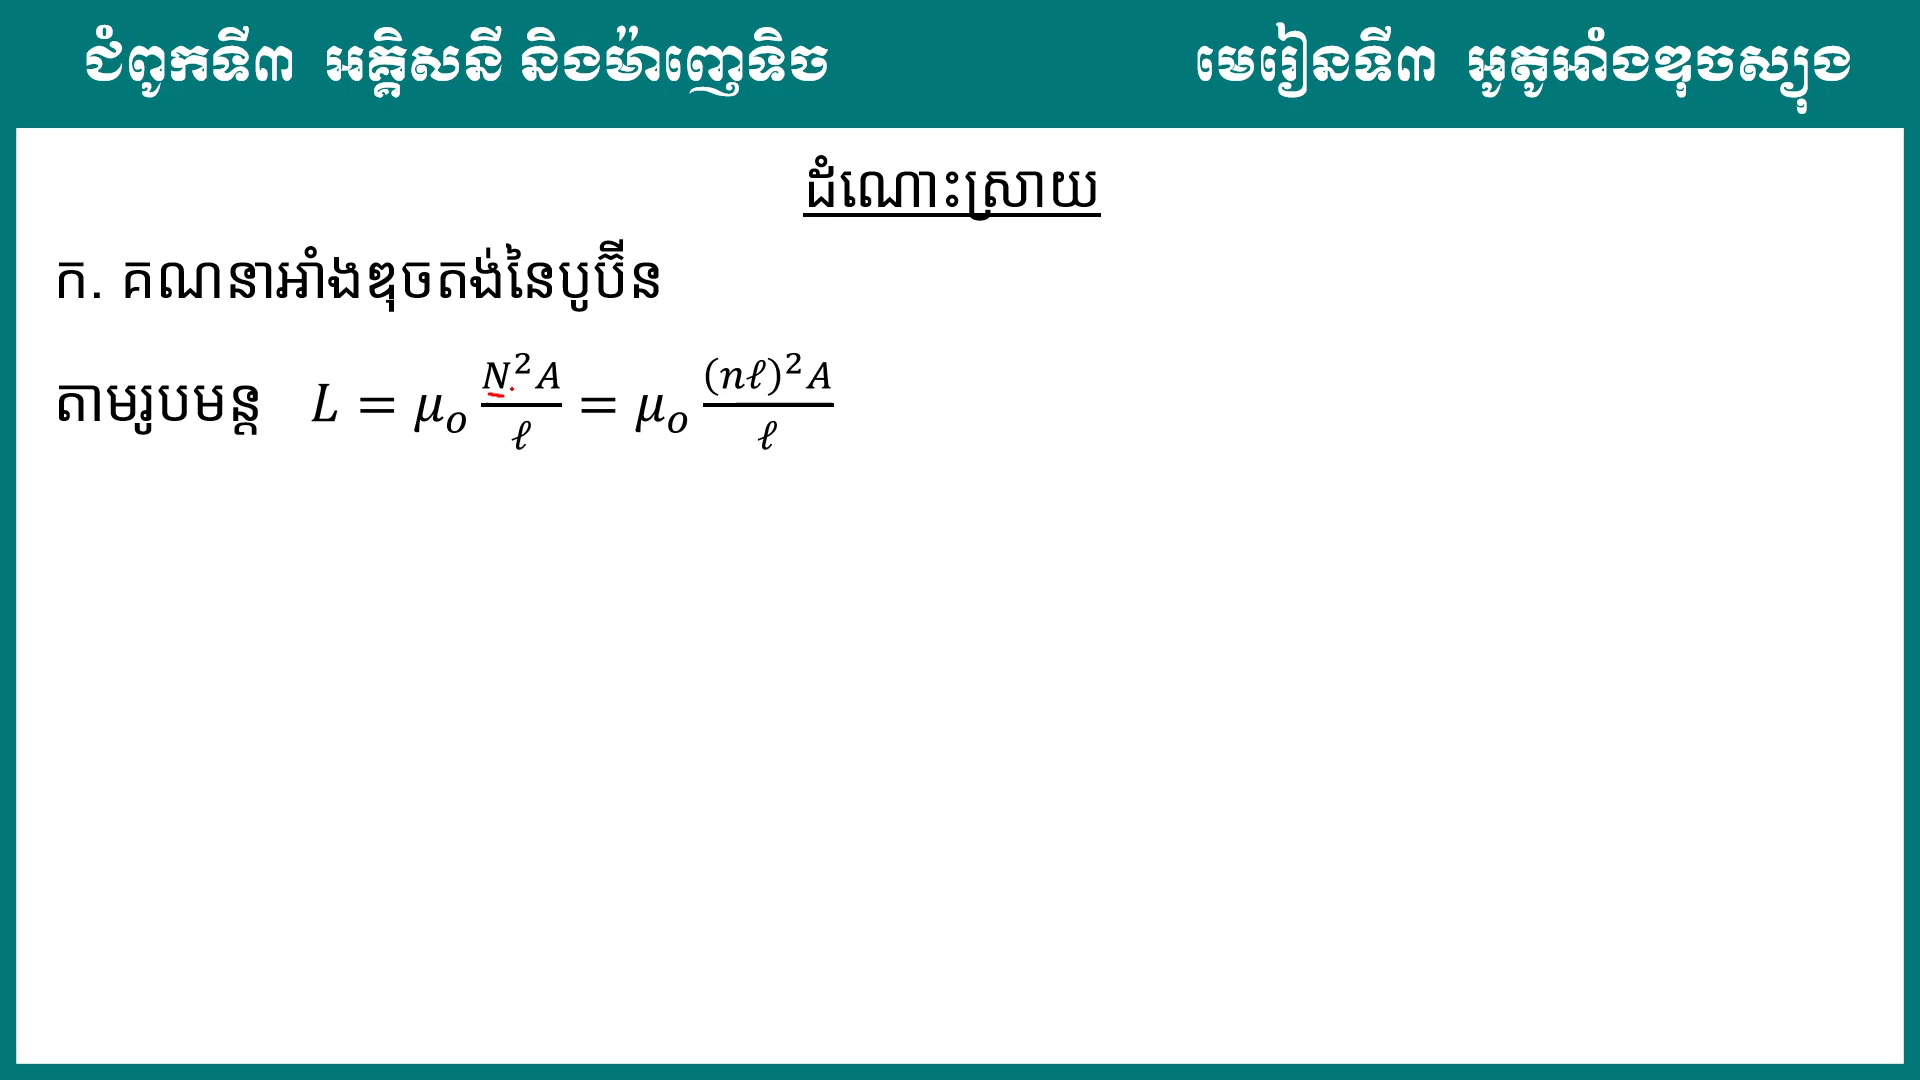 ជំពូកទី៣ អគ្គិសនី និងម៉ាញេទិច
មេរៀនទី៣ អូតូអាំងឌុចស្យុង
ដំណោះស្រាយ
ក. គណនាអាំងឌុចតង់នៃបូប៊ីន
តាមរូបមន្ត L = μₒ N²A/ℓ = μₒ (nℓ)²A/ℓ